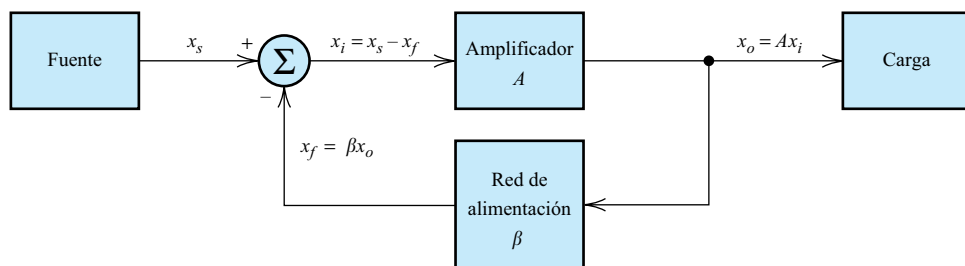 Fuente
x_s
+
Σ
−
x_i = x_s − x_f
Amplificador
A
x_o = Ax_i
Carga
x_f = βx_o
Red de
alimentación
β